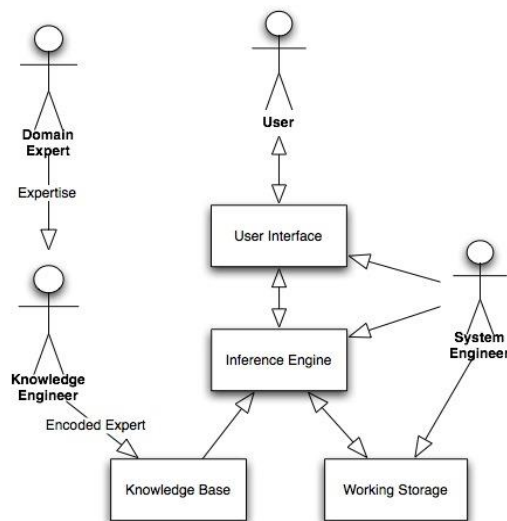 User
Domain
Expert
Expertise
User Interface
System
Engineer
Inference Engine
Knowledge
Engineer
Encoded Expert
Knowledge Base
Working Storage